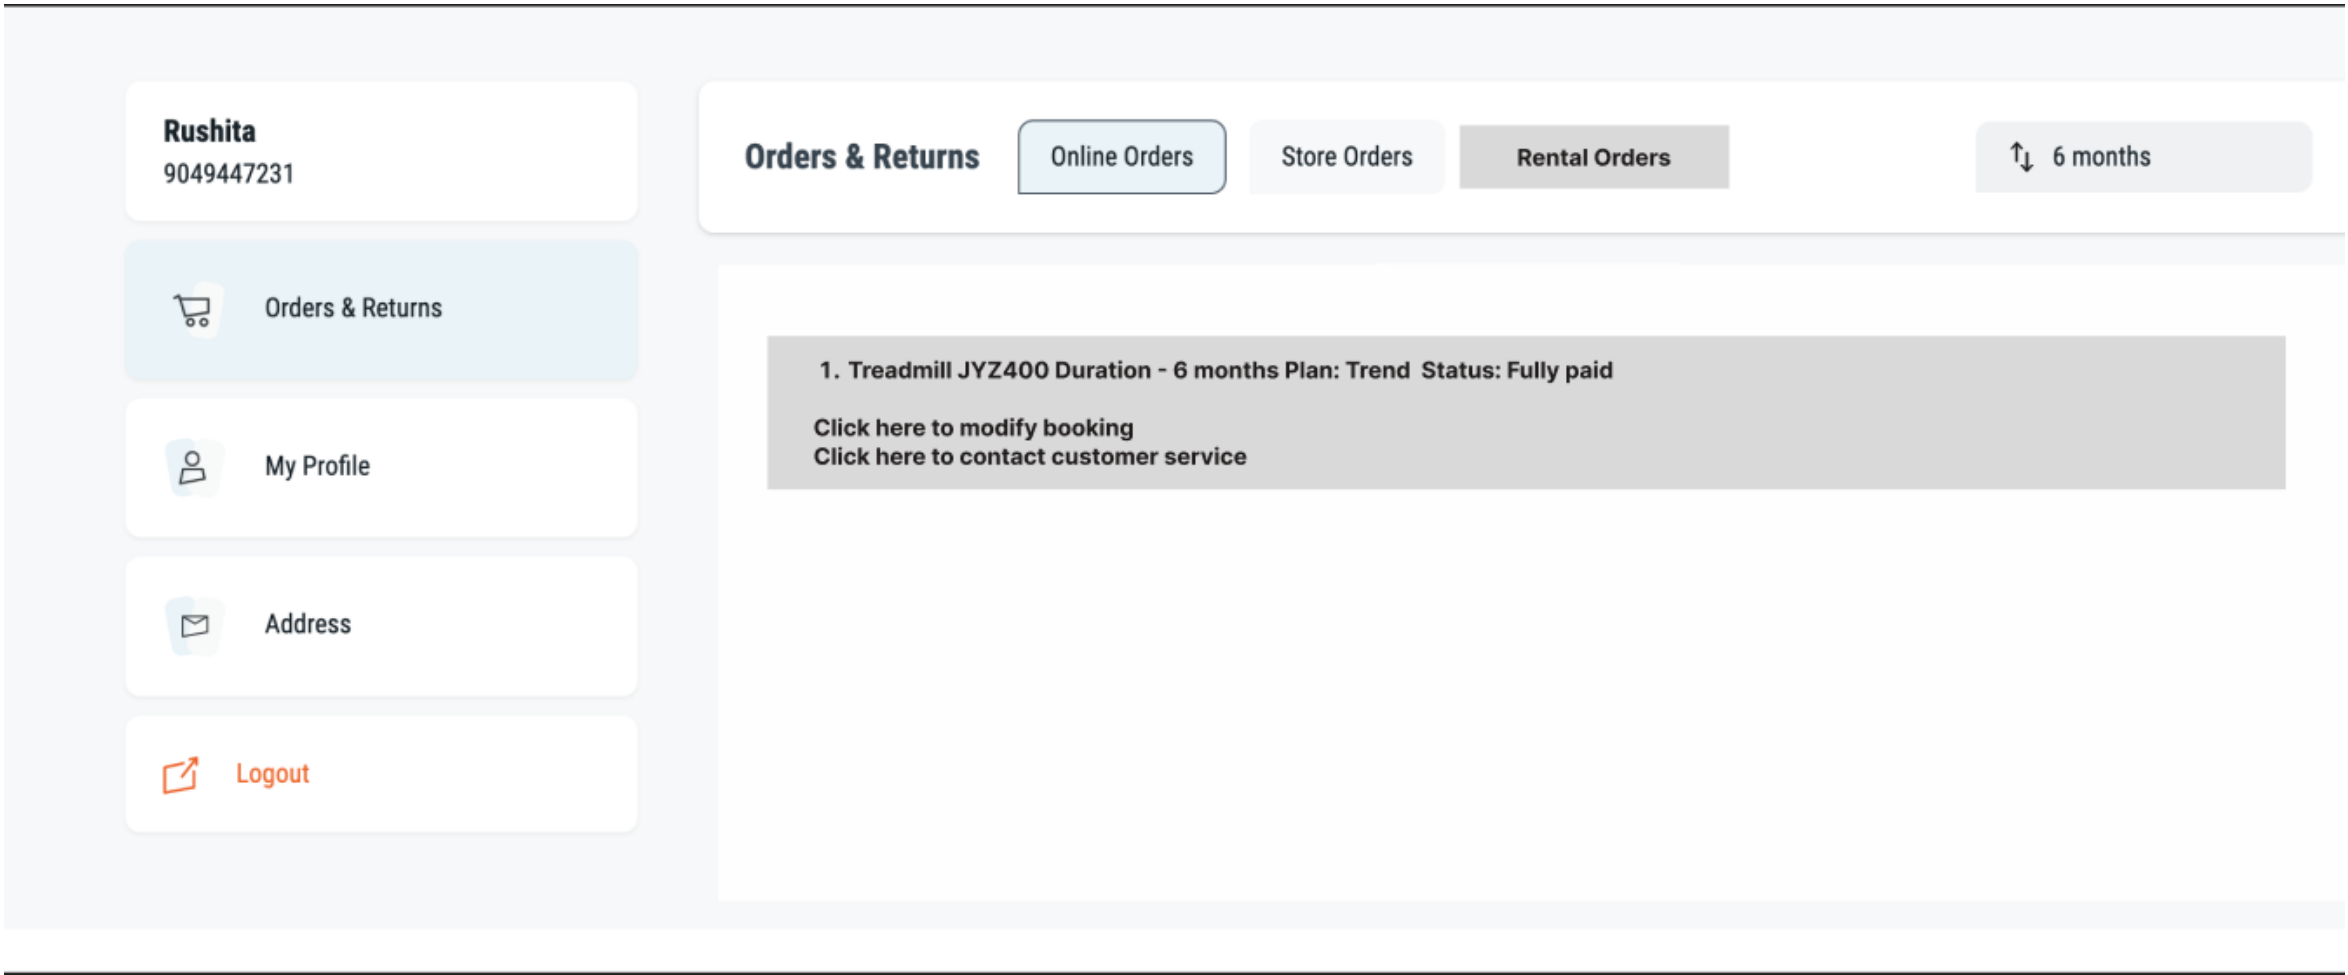 Rushita
9049447231
Orders & Returns
My Profile
Address
Logout
Orders & Returns
Online Orders
Store Orders
Rental Orders
6 months
1. Treadmill JYZ400 Duration - 6 months Plan: Trend Status: Fully paid
Click here to modify booking
Click here to contact customer service